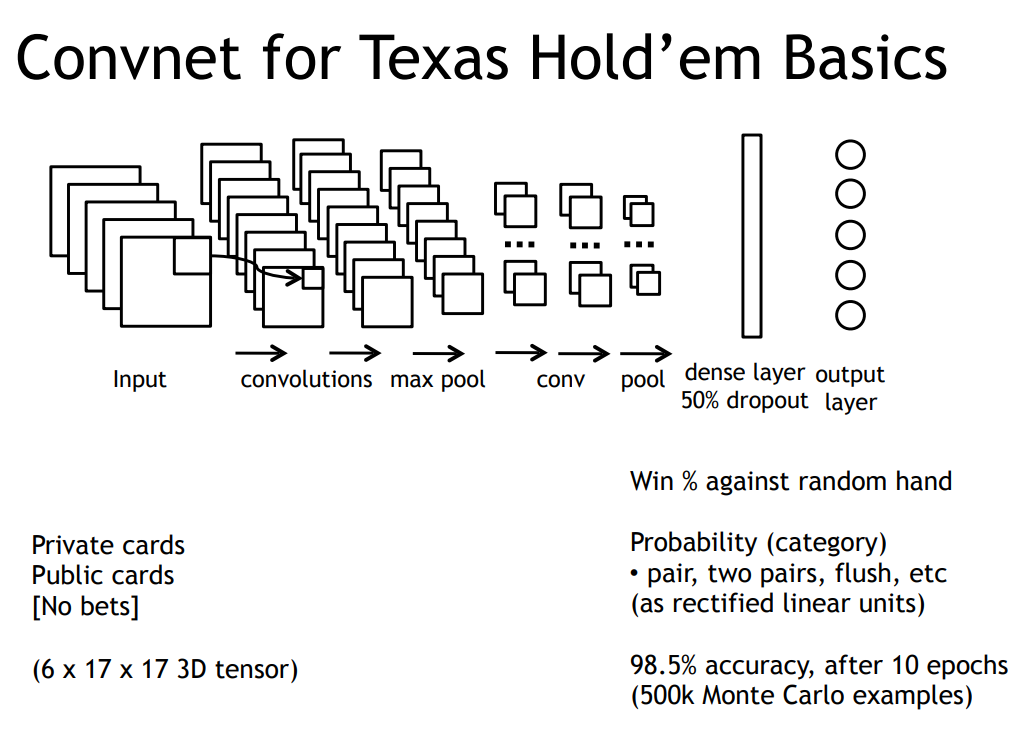 Convnet for Texas Hold’em Basics
Input
convolutions
max pool
conv
pool
dense layer
50% dropout
output
layer
Private cards
Public cards
[No bets]
(6 x 17 x 17 3D tensor)
Win % against random hand
Probability (category)
• pair, two pairs, flush, etc
(as rectified linear units)
98.5% accuracy, after 10 epochs
(500k Monte Carlo examples)